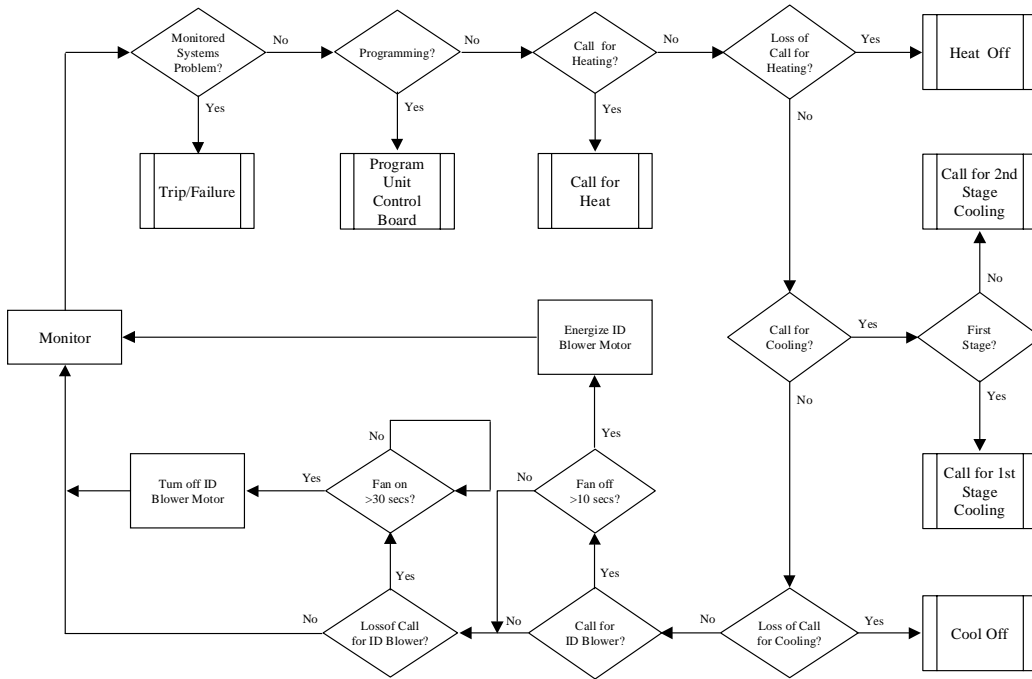 Monitored
Systems
Problem?
No
Yes
Programming?
No
Yes
Call for
Heating?
No
Yes
Loss of
Call for
Heating?
Yes
No
Heat Off
Trip/Failure
Program
Unit
Control
Board
Call for
Heat
Call for 2nd
Stage
Cooling
No
Monitor
Energize ID
Blower Motor
Call for
Cooling?
Yes
No
First
Stage?
Yes
Turn off ID
Blower Motor
Yes
No
Fan on
>30 secs?
Yes
No
Fan off
>10 secs?
Yes
Call for 1st
Stage
Cooling
No
Lossof Call
for ID Blower?
No
Call for
ID Blower?
Yes
No
Loss of Call
for Cooling?
Yes
Cool Off